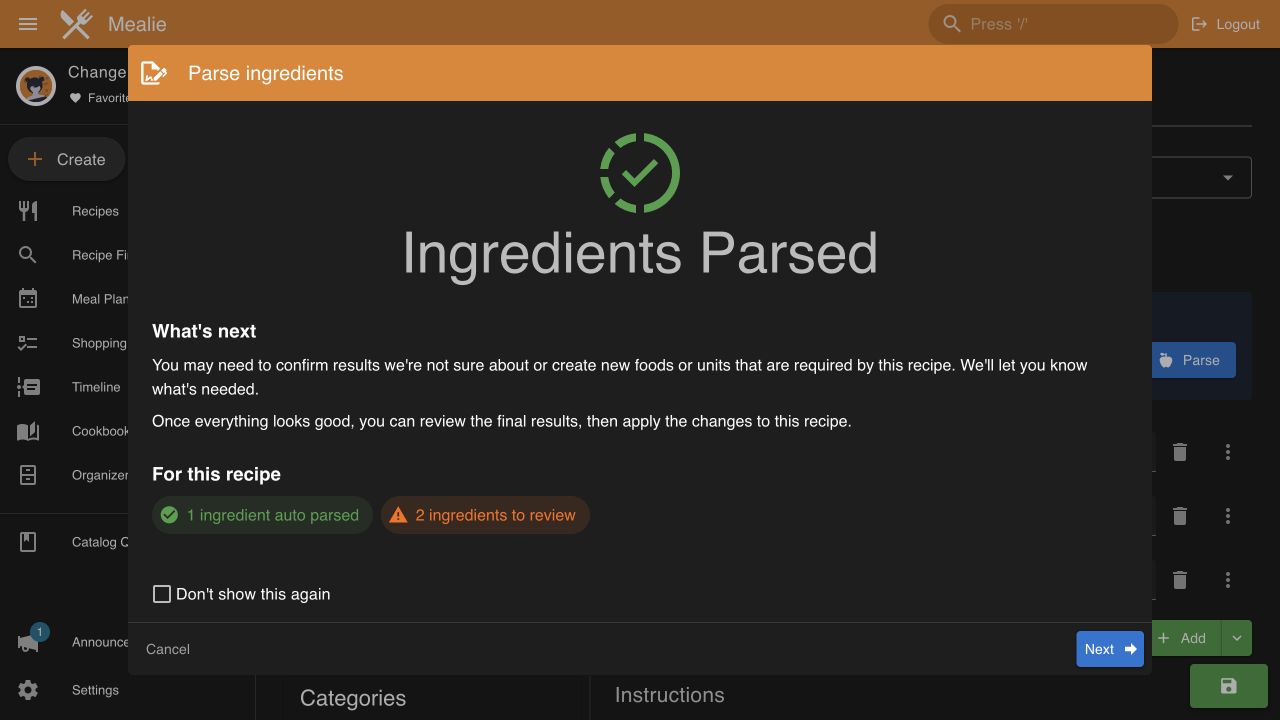 Mealie
Press '/'
Logout
Change
Favorite
Parse ingredients
Create
Recipes
Recipe Fi
Meal Plan
Shopping
Timeline
Cookbook
Organizer
Catalog Q
1
Announce
Settings
Ingredients Parsed
What's next
You may need to confirm results we're not sure about or create new foods or units that are required by this recipe. We'll let you know
what's needed.
Once everything looks good, you can review the final results, then apply the changes to this recipe.
For this recipe
1 ingredient auto parsed
2 ingredients to review
Don't show this again
Cancel
Next
Parse
Add
Categories
Instructions